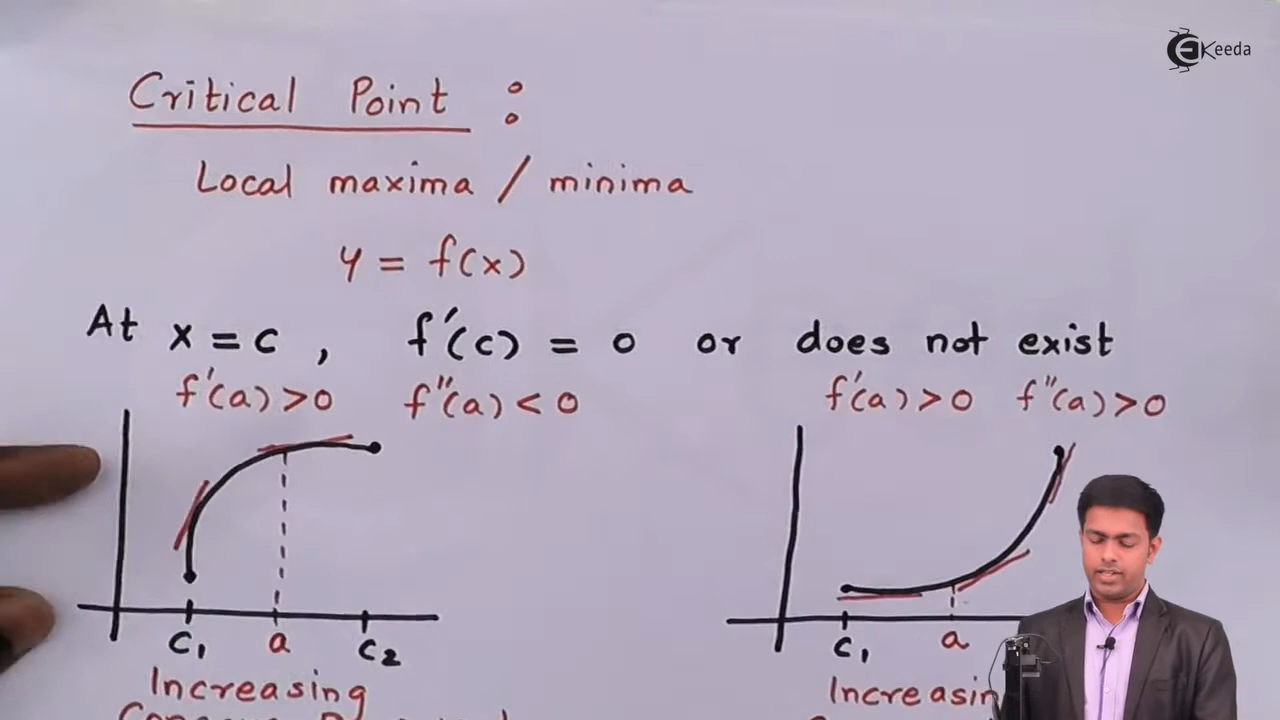 EKeeda
Critical Point :
Local maxima / minima
y = f(x)
At x = c , f'(c) = 0 or does not exist
f'(a) > 0 f''(a) < 0
f'(a) > 0 f''(a) > 0
C₁ a C₂
C₁ a
Increasing
Increasin